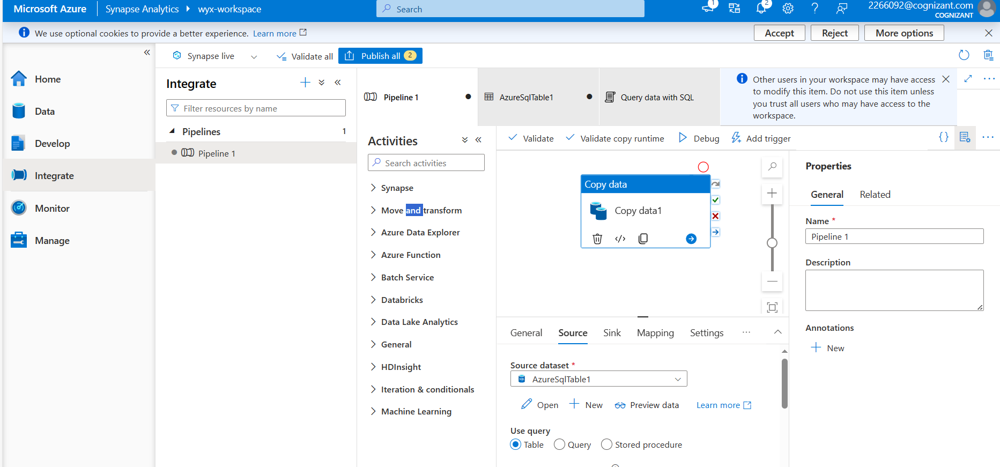 Microsoft Azure
Synapse Analytics
wyx-workspace
Search
1
2
2266092@cognizant.com
COGNIZANT
We use optional cookies to provide a better experience. Learn more
Accept
Reject
More options
Synapse live
Validate all
Publish all 2
Home
Data
Develop
Integrate
Monitor
Manage
Integrate
Filter resources by name
Pipelines
1
Pipeline 1
Pipeline 1
AzureSqlTable1
Query data with SQL
Other users in your workspace may have access
to modify this item. Do not use this item unless
you trust all users who may have access to the
workspace.
Activities
Search activities
Synapse
Move and transform
Azure Data Explorer
Azure Function
Batch Service
Databricks
Data Lake Analytics
General
HDInsight
Iteration & conditionals
Machine Learning
Validate
Validate copy runtime
Debug
Add trigger
Copy data
Copy data1
General
Source
Sink
Mapping
Settings
Source dataset *
SQL
AzureSqlTable1
Open
New
Preview data
Learn more
Use query
Table
Query
Stored procedure
Properties
General
Related
Name *
Pipeline 1
Description
Annotations
New